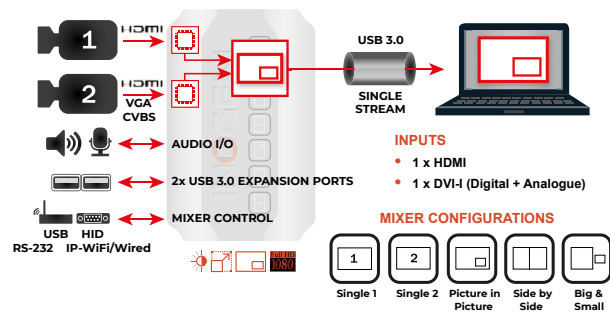 1
HDMI
USB 3.0
2
HDMI
VGA
CVBS
SINGLE
STREAM
AUDIO I/O
INPUTS
• 1 x HDMI
• 1 x DVI-I (Digital + Analogue)
2x USB 3.0 EXPANSION PORTS
MIXER CONTROL
USB HID
RS-232 IP-WiFi/Wired
Full HD
1080
MIXER CONFIGURATIONS
1
2
Single 1
Single 2
Picture in
Picture
Side by
Side
Big &
Small